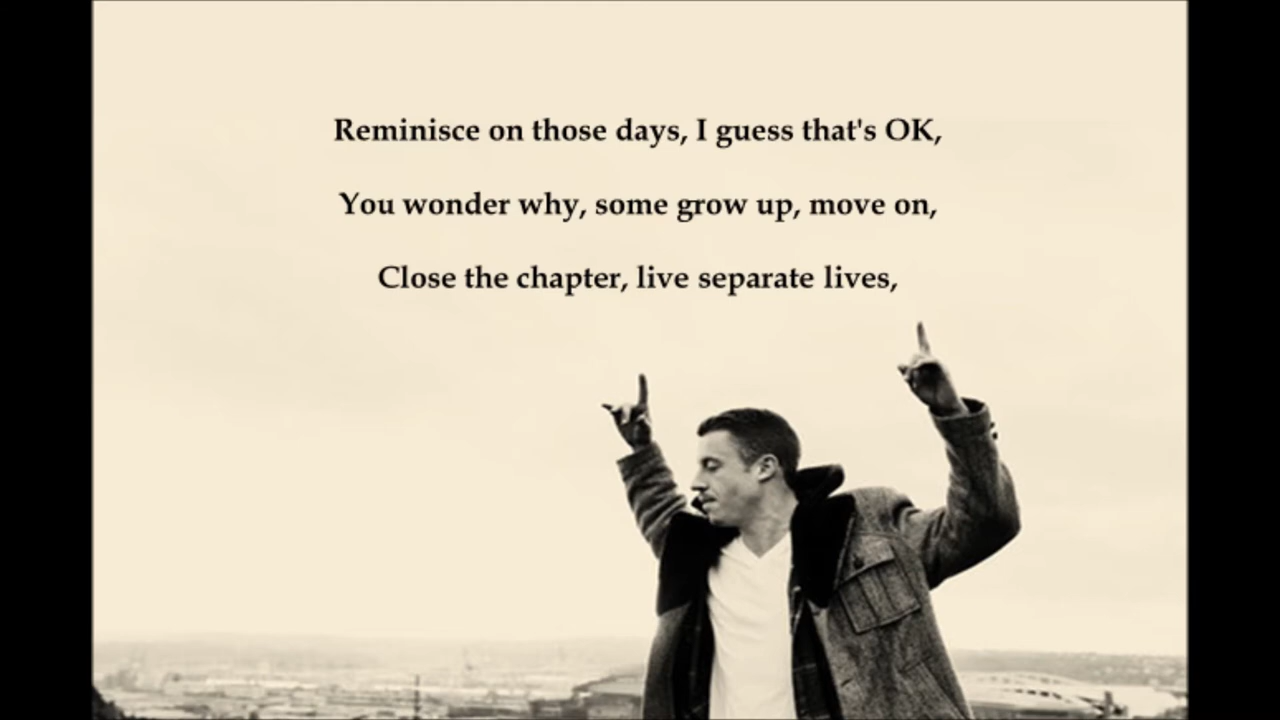 Reminisce on those days, I guess that's OK,
You wonder why, some grow up, move on,
Close the chapter, live separate lives,